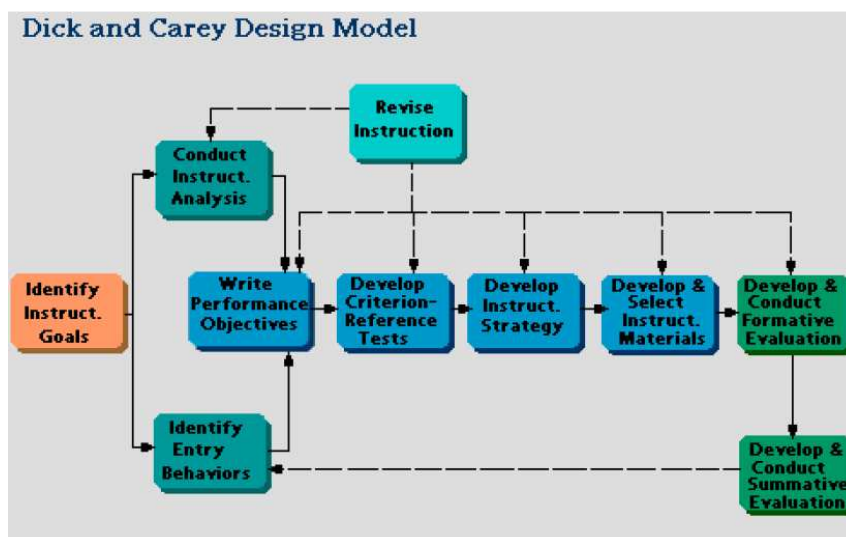 Dick and Carey Design Model
Revise
Instruction
Conduct
Instruct.
Analysis
Identify
Instruct.
Goals
Write
Performance
Objectives
Develop
Criterion-
Reference
Tests
Develop
Instruct.
Strategy
Develop &
Select
Instruct.
Materials
Develop &
Conduct
Formative
Evaluation
Identify
Entry
Behaviors
Develop &
Conduct
Summative
Evaluation